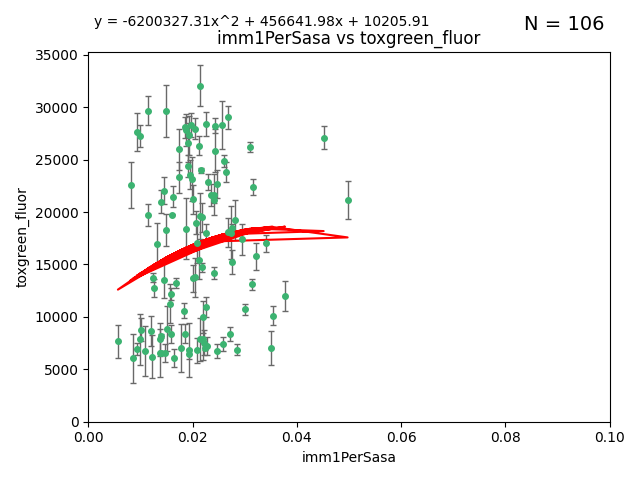 y = -6200327.31x^2 + 456641.98x + 10205.91
N = 106
imm1PerSasa vs toxgreen_fluor
toxgreen_fluor
35000
30000
25000
20000
15000
10000
5000
0
0.00 0.02 0.04 0.06 0.08 0.10
imm1PerSasa